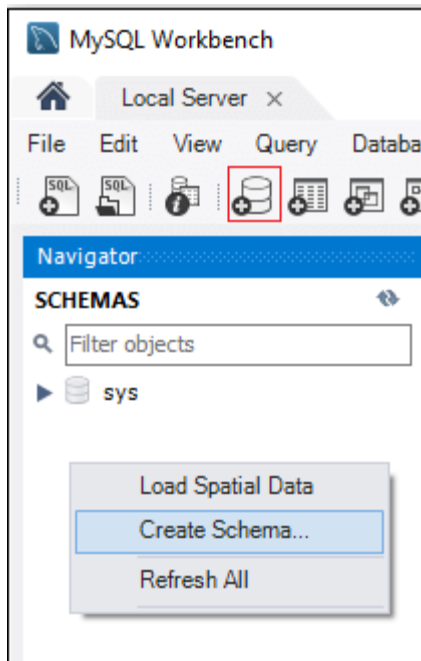 MySQL Workbench
Local Server ×
File Edit View Query Databa
SQL SQL
Navigator
SCHEMAS
Filter objects
sys
Load Spatial Data
Create Schema...
Refresh All